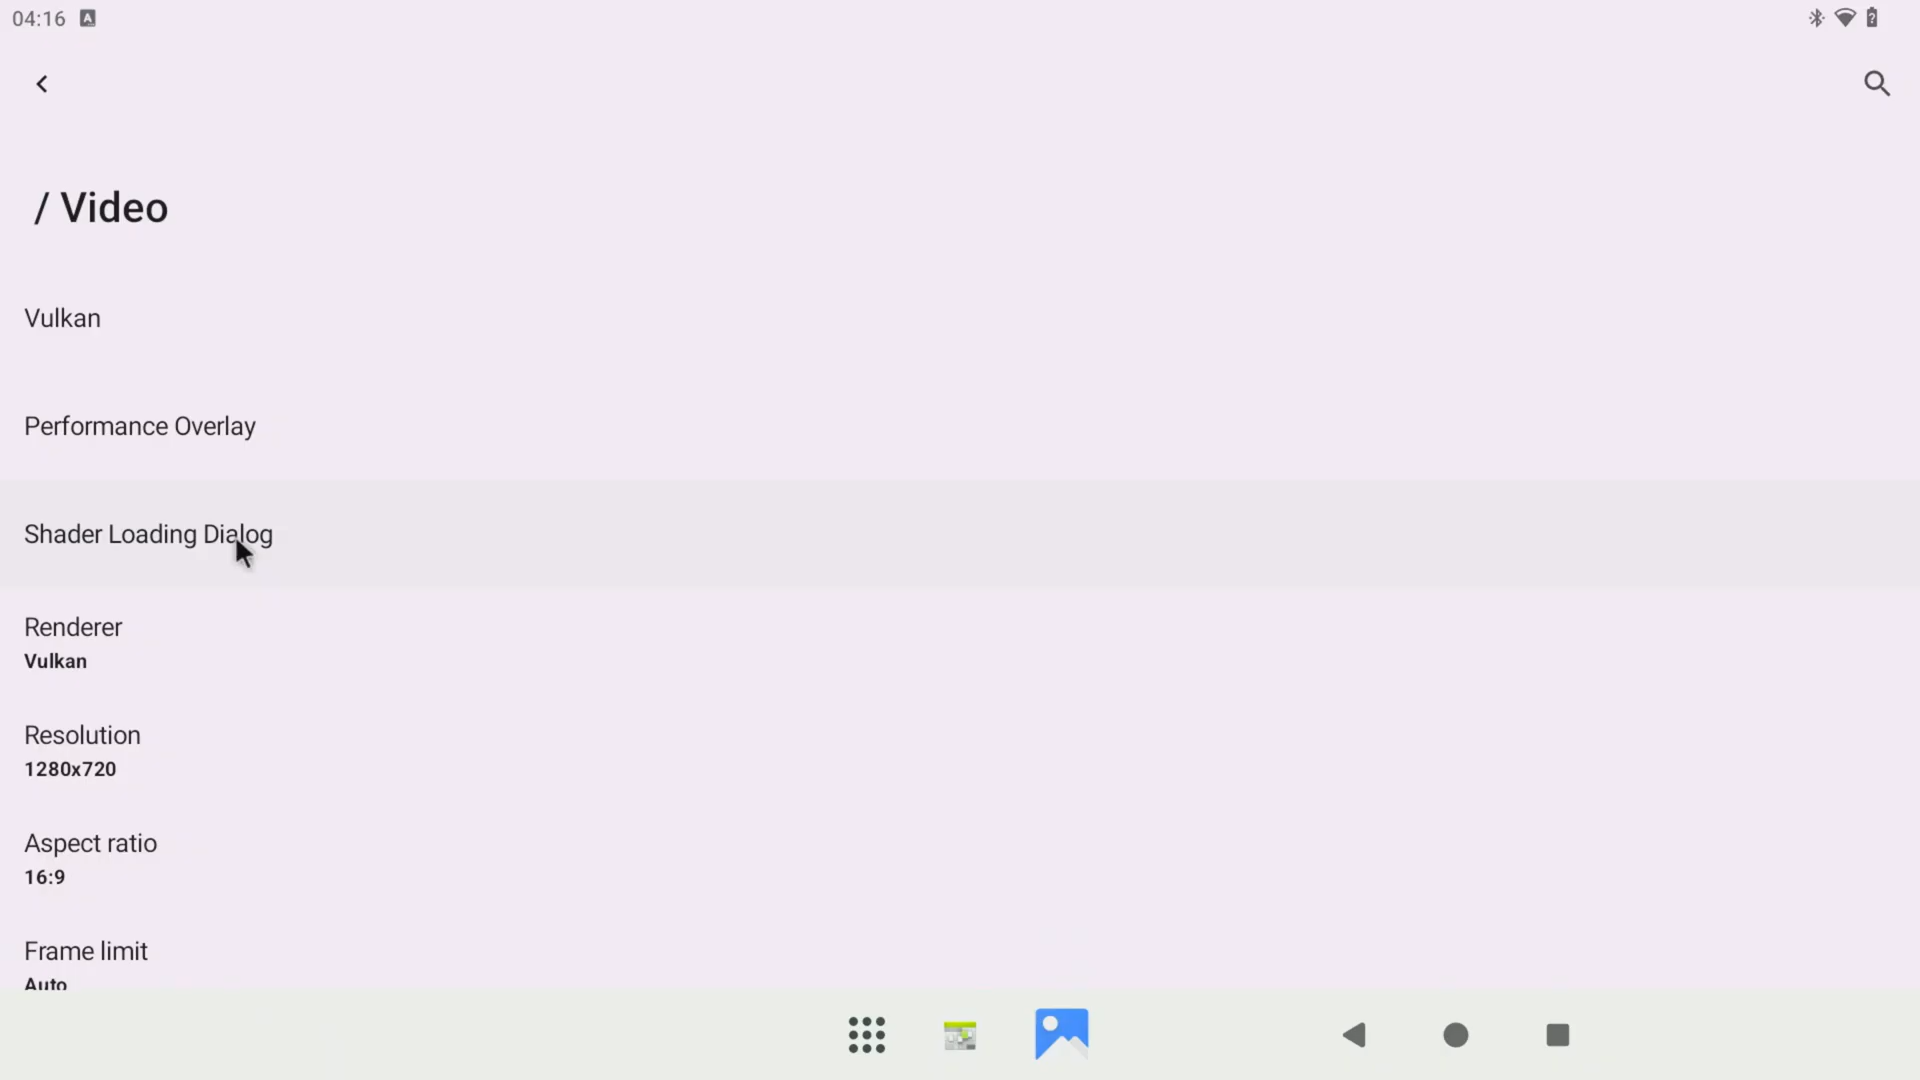 04:16
/ Video
Vulkan
Performance Overlay
Shader Loading Dialog
Renderer
Vulkan
Resolution
1280x720
Aspect ratio
16:9
Frame limit
Auto